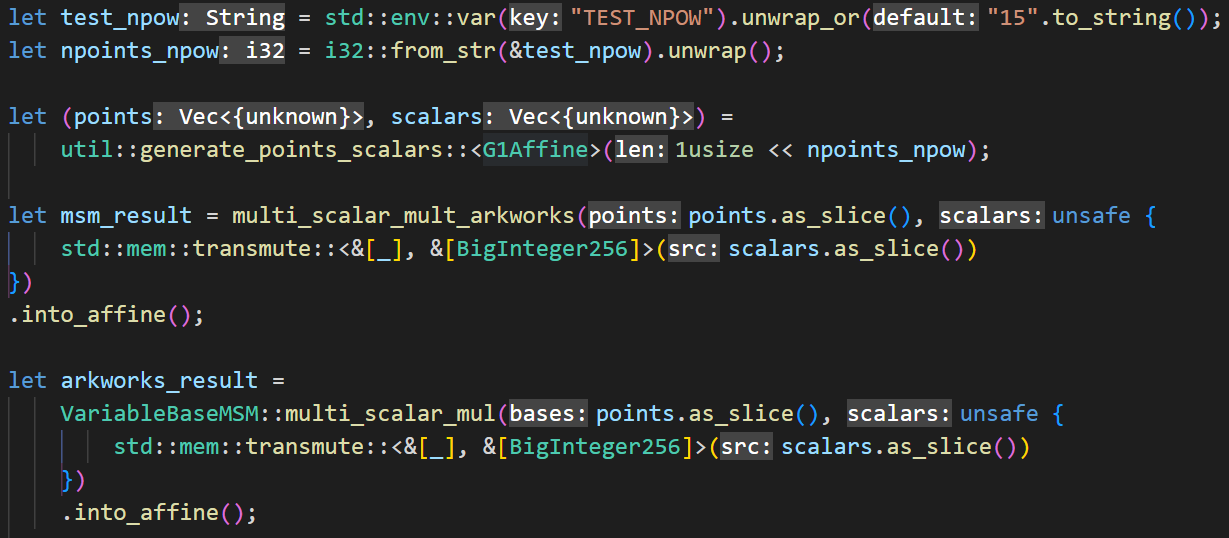 let test_npow: String = std::env::var(key: "TEST_NPOW").unwrap_or(default: "15".to_string());
let npoints_npow: i32 = i32::from_str(&test_npow).unwrap();
let (points: Vec<{unknown}>, scalars: Vec<{unknown}>) =
util::generate_points_scalars::<G1Affine>(len: 1usize << npoints_npow);
let msm_result = multi_scalar_mult_arkworks(points: points.as_slice(), scalars: unsafe {
std::mem::transmute::<&[_], &[BigInteger256]>(src: scalars.as_slice())
})
.into_affine();
let arkworks_result =
VariableBaseMSM::multi_scalar_mul(bases: points.as_slice(), scalars: unsafe {
std::mem::transmute::<&[_], &[BigInteger256]>(src: scalars.as_slice())
})
.into_affine();